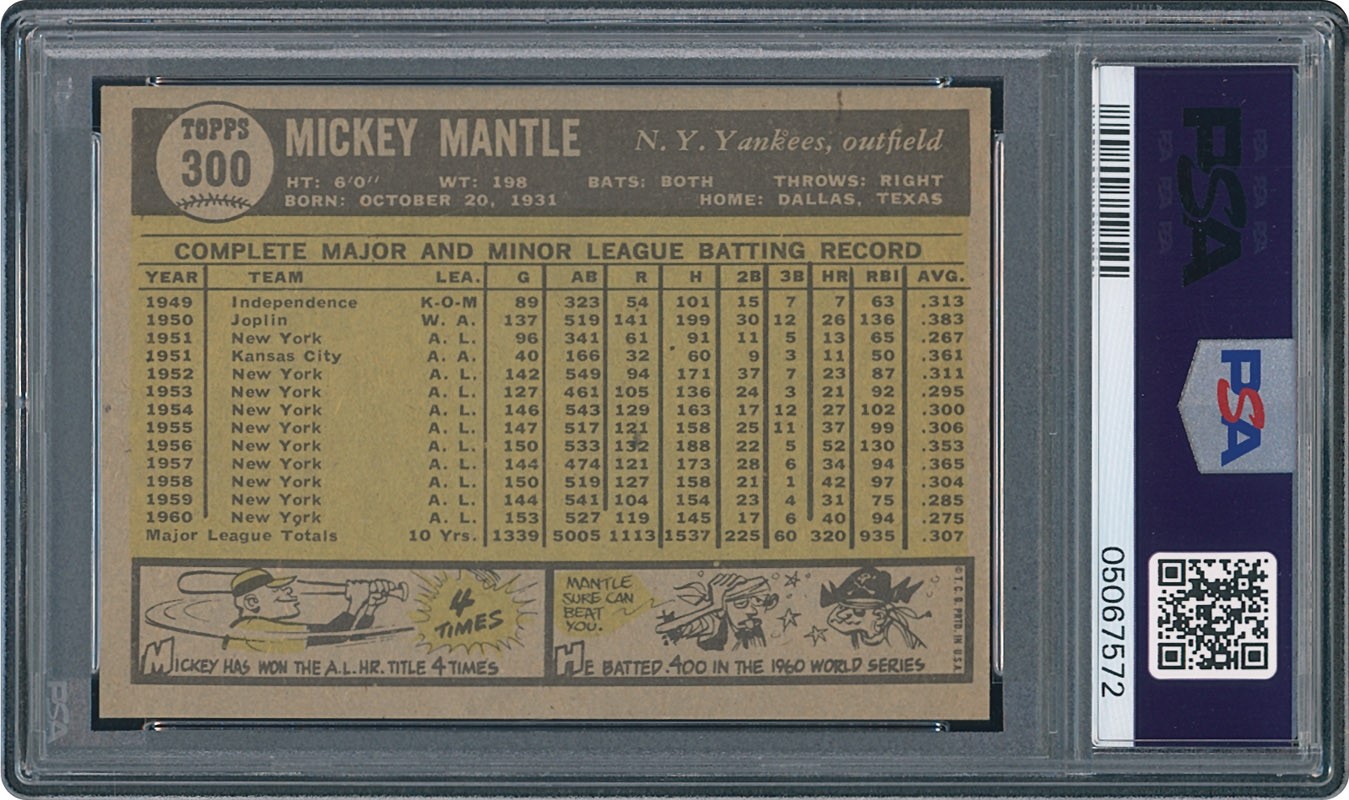 TOPPS
300
MICKEY MANTLE N. Y. Yankees, outfield
HT: 6'0" WT: 198 BATS: BOTH THROWS: RIGHT
BORN: OCTOBER 20, 1931 HOME: DALLAS, TEXAS
COMPLETE MAJOR AND MINOR LEAGUE BATTING RECORD
YEAR TEAM LEA. G AB R H 2B 3B HR RBI AVG.
1949 Independence K-O-M 89 323 54 101 15 7 7 63 .313
1950 Joplin W. A. 137 519 141 199 30 12 26 136 .383
1951 New York A. L. 96 341 61 91 11 5 13 65 .267
1951 Kansas City A. A. 40 166 32 60 9 3 11 50 .361
1952 New York A. L. 142 549 94 171 37 7 23 87 .311
1953 New York A. L. 127 461 105 136 24 3 21 92 .295
1954 New York A. L. 146 543 129 163 17 12 27 102 .300
1955 New York A. L. 147 517 121 158 25 11 37 99 .306
1956 New York A. L. 150 533 132 188 22 5 52 130 .353
1957 New York A. L. 144 474 121 173 28 6 34 94 .365
1958 New York A. L. 150 519 127 158 21 1 42 97 .304
1959 New York A. L. 144 541 104 154 23 4 31 75 .285
1960 New York A. L. 153 527 119 145 17 6 40 94 .275
Major League Totals 10 Yrs. 1339 5005 1113 1537 225 60 320 935 .307
4
TIMES
MICKEY HAS WON THE A.L. HR. TITLE 4 TIMES
MANTLE
SURE CAN
BEAT
YOU.
HE BATTED .400 IN THE 1960 WORLD SERIES
© T. C. G. PRTD. IN U.S.A.
PSA
PSA
05067572
PSA